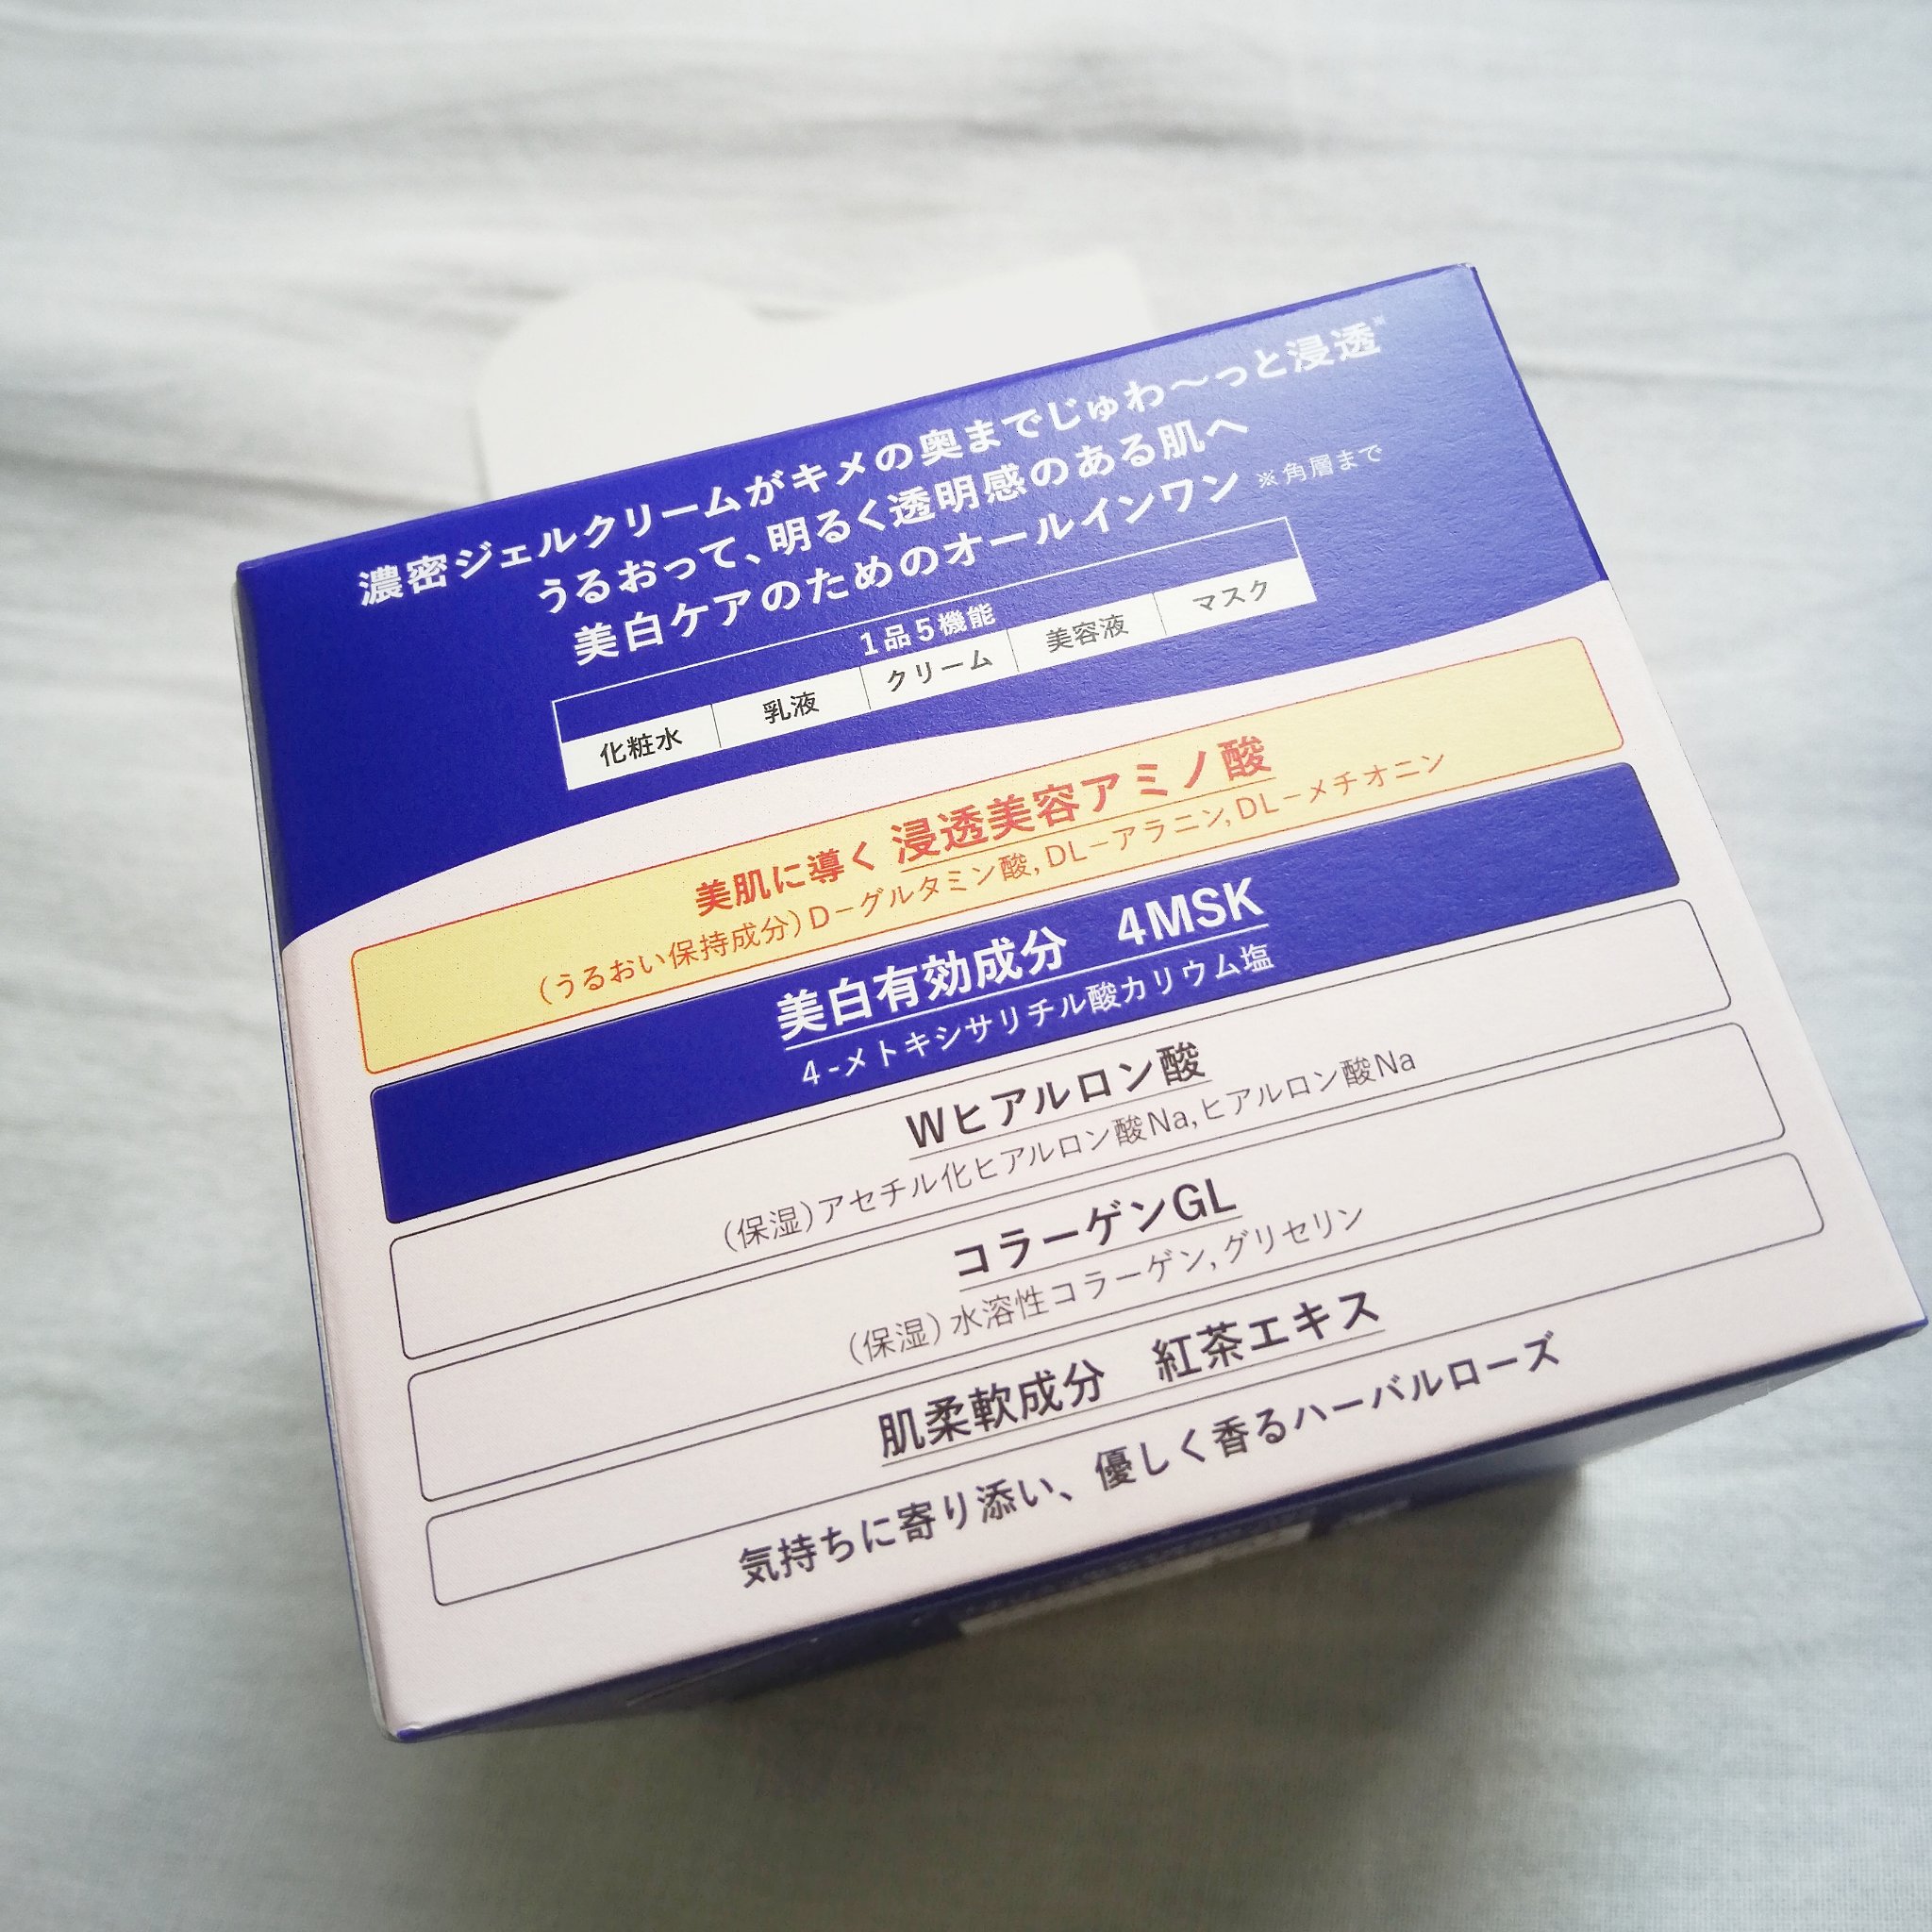 濃密ジェルクリームがキメの奥までじゅわ〜っと浸透※
うるおって、明るく透明感のある肌へ
美白ケアのためのオールインワン ※角層まで
1品5機能
化粧水 乳液 クリーム 美容液 マスク
美肌に導く 浸透美容アミノ酸
(うるおい保持成分)D-グルタミン酸,DL-アラニン,DL-メチオニン
美白有効成分 4MSK
4-メトキシサリチル酸カリウム塩
Wヒアルロン酸
(保湿)アセチル化ヒアルロン酸Na,ヒアルロン酸Na
コラーゲンGL
(保湿)水溶性コラーゲン,グリセリン
肌柔軟成分 紅茶エキス
気持ちに寄り添い、優しく香るハーバルローズ